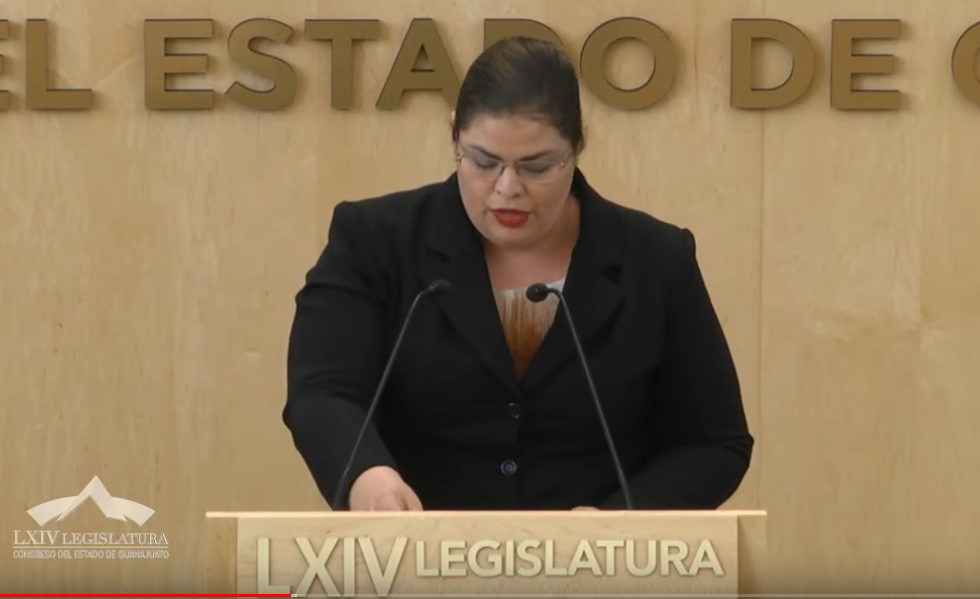 EL ESTADO DE
LXIV LEGISLATURA
CONGRESO DEL ESTADO DE GUANAJUATO
LXIV LEGISLATURA